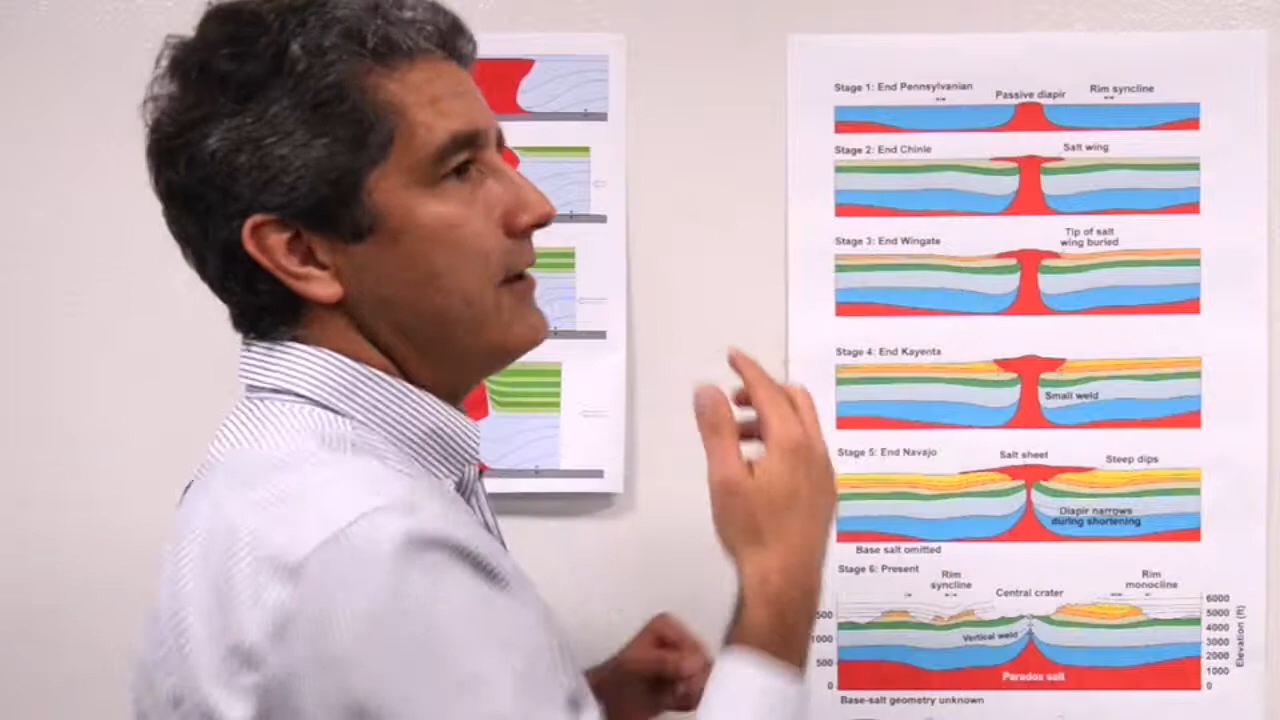 Stage 1: End Pennsylvanian
Passive diapir
Rim syncline
Stage 2: End Chinle
Salt wing
Stage 3: End Wingate
Tip of salt
wing buried
Stage 4: End Kayenta
Small weld
Stage 5: End Navajo
Salt sheet
Steep dips
Diapir narrows
during shortening
Base salt omitted
Stage 6: Present
Rim
syncline
Central crater
Rim
monocline
6000
5000
4000
3000
2000
1000
0
Elevation (ft)
500
1000
500
0
Vertical weld
Paradox salt
Base-salt geometry unknown